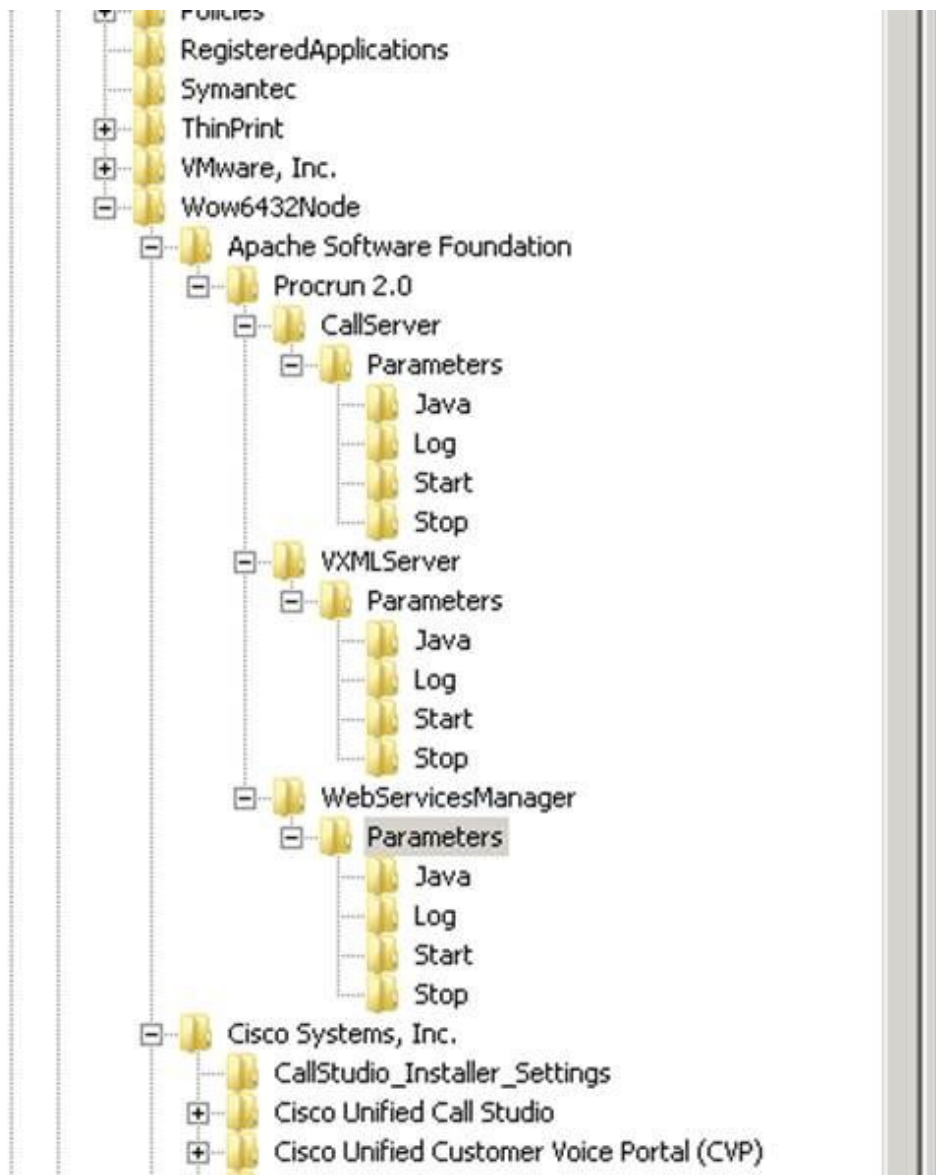 Policies
RegisteredApplications
Symantec
ThinPrint
VMware, Inc.
Wow6432Node
Apache Software Foundation
Procrun 2.0
CallServer
Parameters
Java
Log
Start
Stop
VXMLServer
Parameters
Java
Log
Start
Stop
WebServicesManager
Parameters
Java
Log
Start
Stop
Cisco Systems, Inc.
CallStudio_Installer_Settings
Cisco Unified Call Studio
Cisco Unified Customer Voice Portal (CVP)